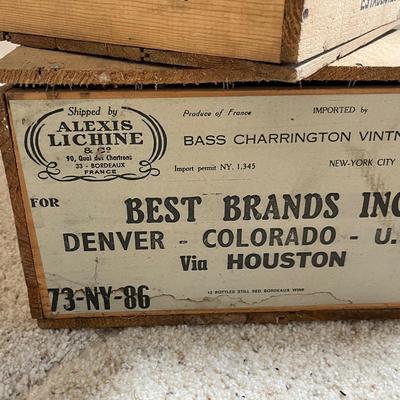 Shipped by
ALEXIS
LICHINE
& Cº
90, Quai des Chartrons
33 - BORDEAUX
FRANCE
Produce of France
IMPORTED by
BASS CHARRINGTON VINTN
Import permit NY. 1.345
NEW-YORK CITY
FOR
BEST BRANDS INC
DENVER - COLORADO - U.
Via HOUSTON
73-NY-86
12 BOTTLES STILL RED BORDEAUX WINE